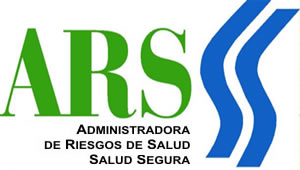 ARS
ADMINISTRADORA
DE RIESGOS DE SALUD
SALUD SEGURA